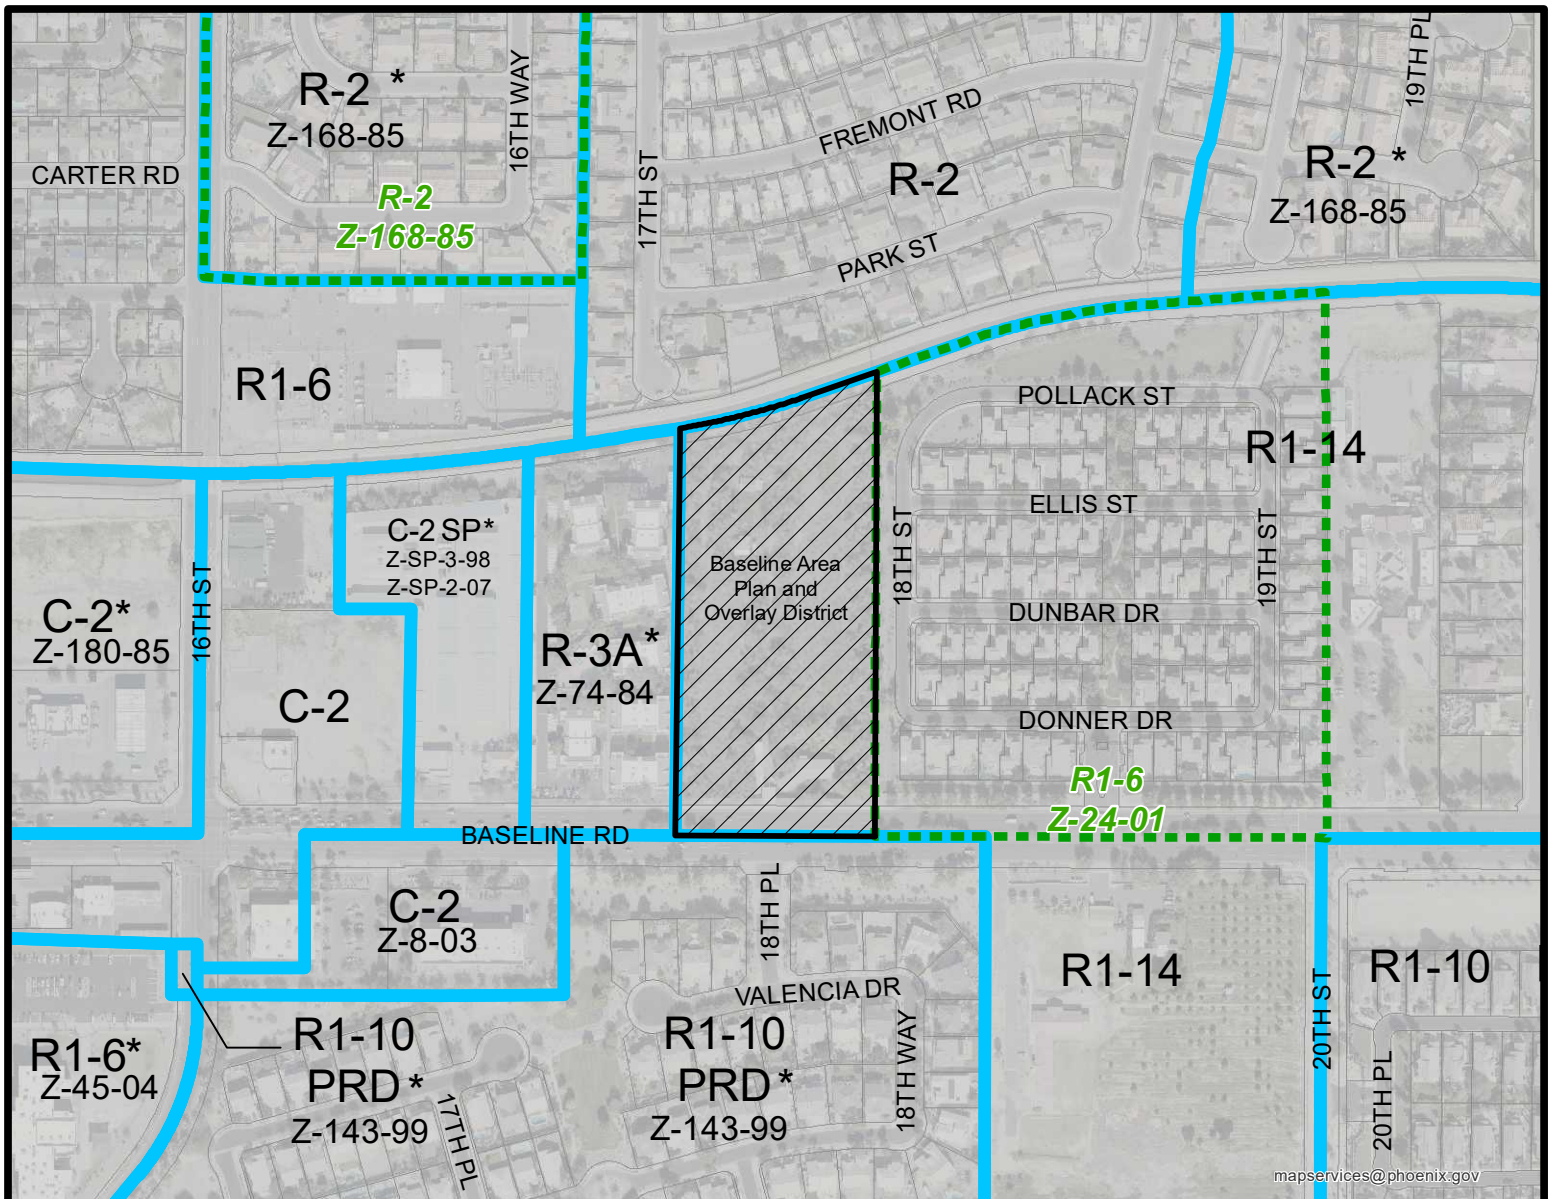 R-2 *
Z-168-85
16TH WAY
19TH PL
CARTER RD
R-2
Z-168-85
17TH ST
FREMONT RD
R-2
PARK ST
R-2 *
Z-168-85
R1-6
POLLACK ST
R1-14
ELLIS ST
18TH ST
19TH ST
DUNBAR DR
DONNER DR
R1-6
Z-24-01
C-2*
Z-180-85
16TH ST
C-2 SP*
Z-SP-3-98
Z-SP-2-07
C-2
R-3A*
Z-74-84
Baseline Area
Plan and
Overlay District
BASELINE RD
C-2
Z-8-03
18TH PL
VALENCIA DR
R1-14
R1-10
20TH ST
R1-6*
Z-45-04
R1-10
PRD *
Z-143-99
17TH PL
R1-10
PRD *
Z-143-99
18TH WAY
20TH PL
mapservices@phoenix.gov